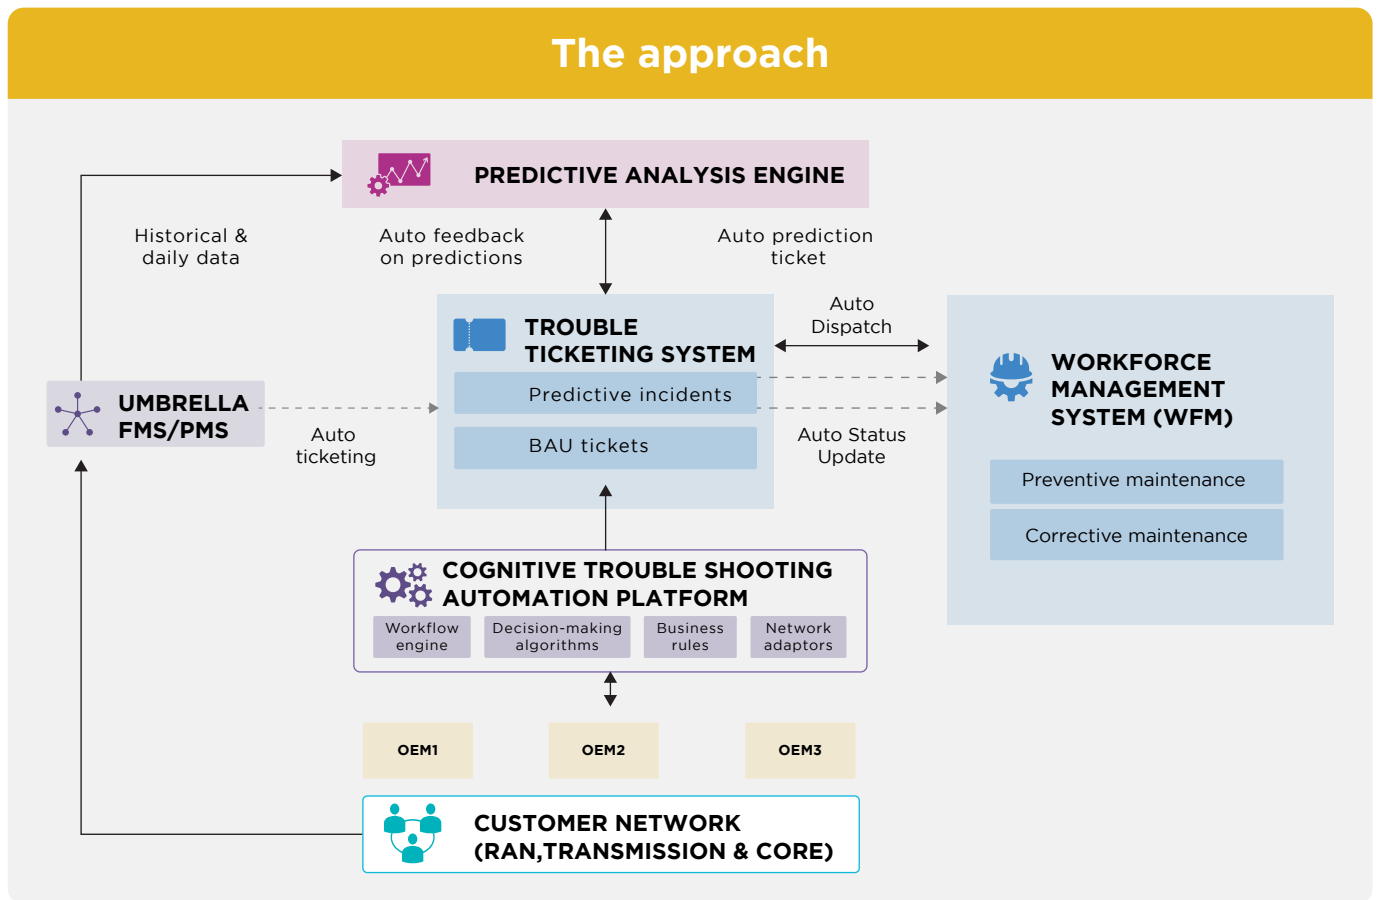 The approach
PREDICTIVE ANALYSIS ENGINE
Historical &
daily data
Auto feedback
on predictions
Auto prediction
ticket
TROUBLE
TICKETING SYSTEM
Predictive incidents
BAU tickets
Auto
Dispatch
Auto Status
Update
WORKFORCE
MANAGEMENT
SYSTEM (WFM)
Preventive maintenance
Corrective maintenance
UMBRELLA
FMS/PMS
Auto
ticketing
COGNITIVE TROUBLE SHOOTING
AUTOMATION PLATFORM
Workflow
engine
Decision-making
algorithms
Business
rules
Network
adaptors
OEM1
OEM2
OEM3
CUSTOMER NETWORK
(RAN,TRANSMISSION & CORE)